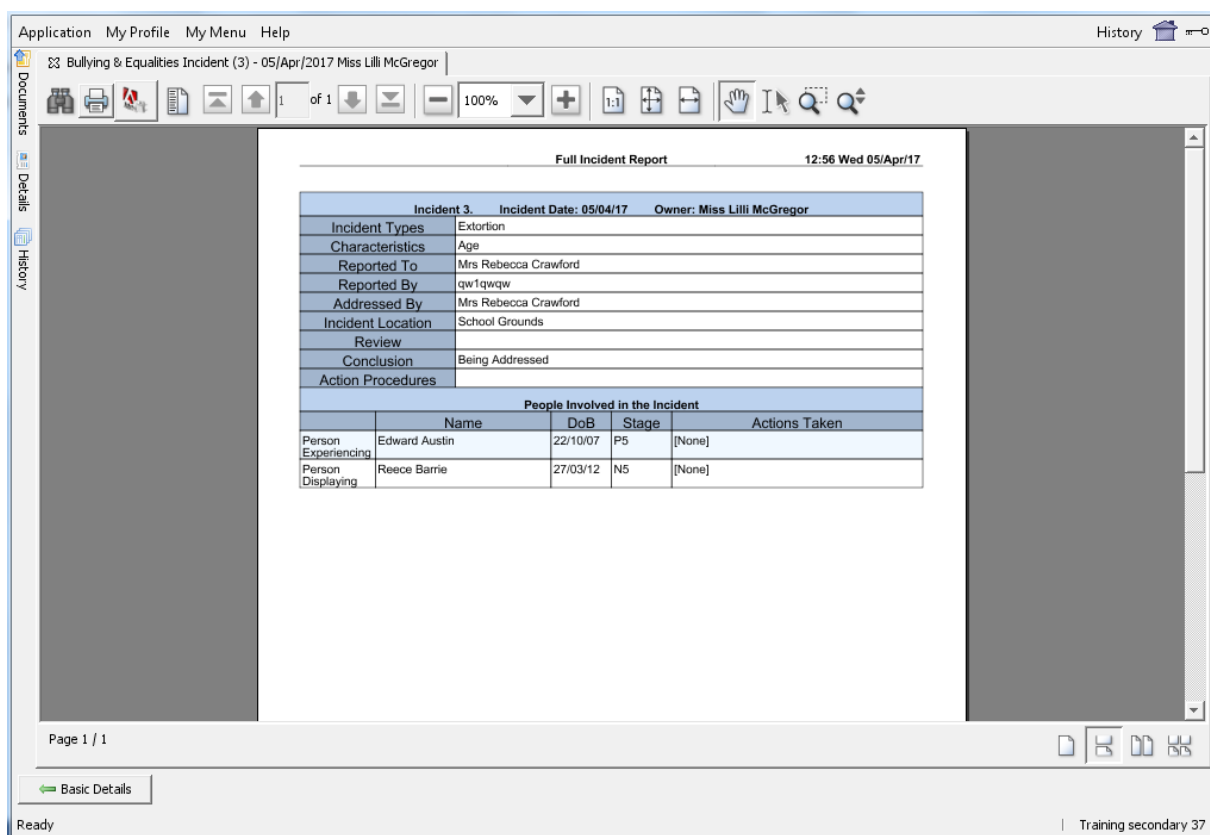 Application My Profile My Menu Help History
Bullying & Equalities Incident (3) - 05/Apr/2017 Miss Lilli McGregor
Documents
Details
History
1 of 1 100% 1:1
Full Incident Report 12:56 Wed 05/Apr/17
Incident 3. Incident Date: 05/04/17 Owner: Miss Lilli McGregor
Incident Types Extortion
Characteristics Age
Reported To Mrs Rebecca Crawford
Reported By qw1qwqw
Addressed By Mrs Rebecca Crawford
Incident Location School Grounds
Review
Conclusion Being Addressed
Action Procedures
People Involved in the Incident
Name DoB Stage Actions Taken
Person Edward Austin 22/10/07 P5 [None]
Experiencing
Person Reece Barrie 27/03/12 N5 [None]
Displaying
Page 1 / 1
Basic Details
Ready Training secondary 37